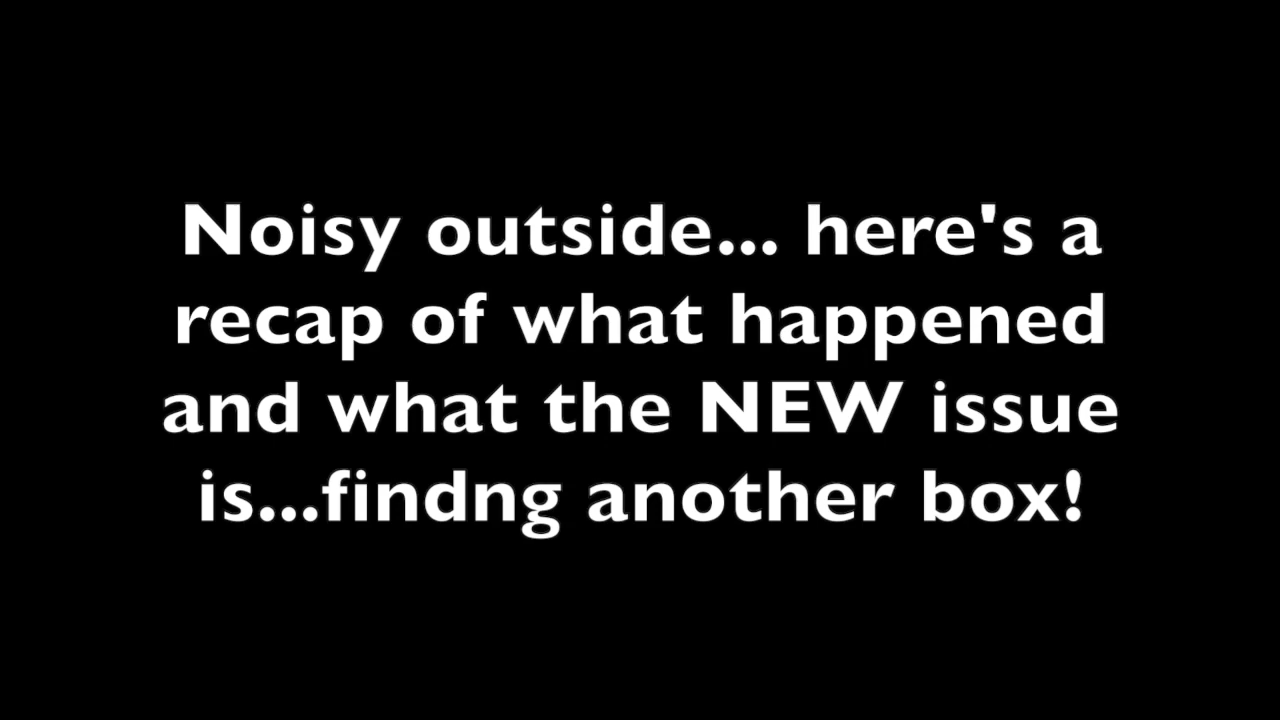 Noisy outside... here's a
recap of what happened
and what the NEW issue
is...findng another box!